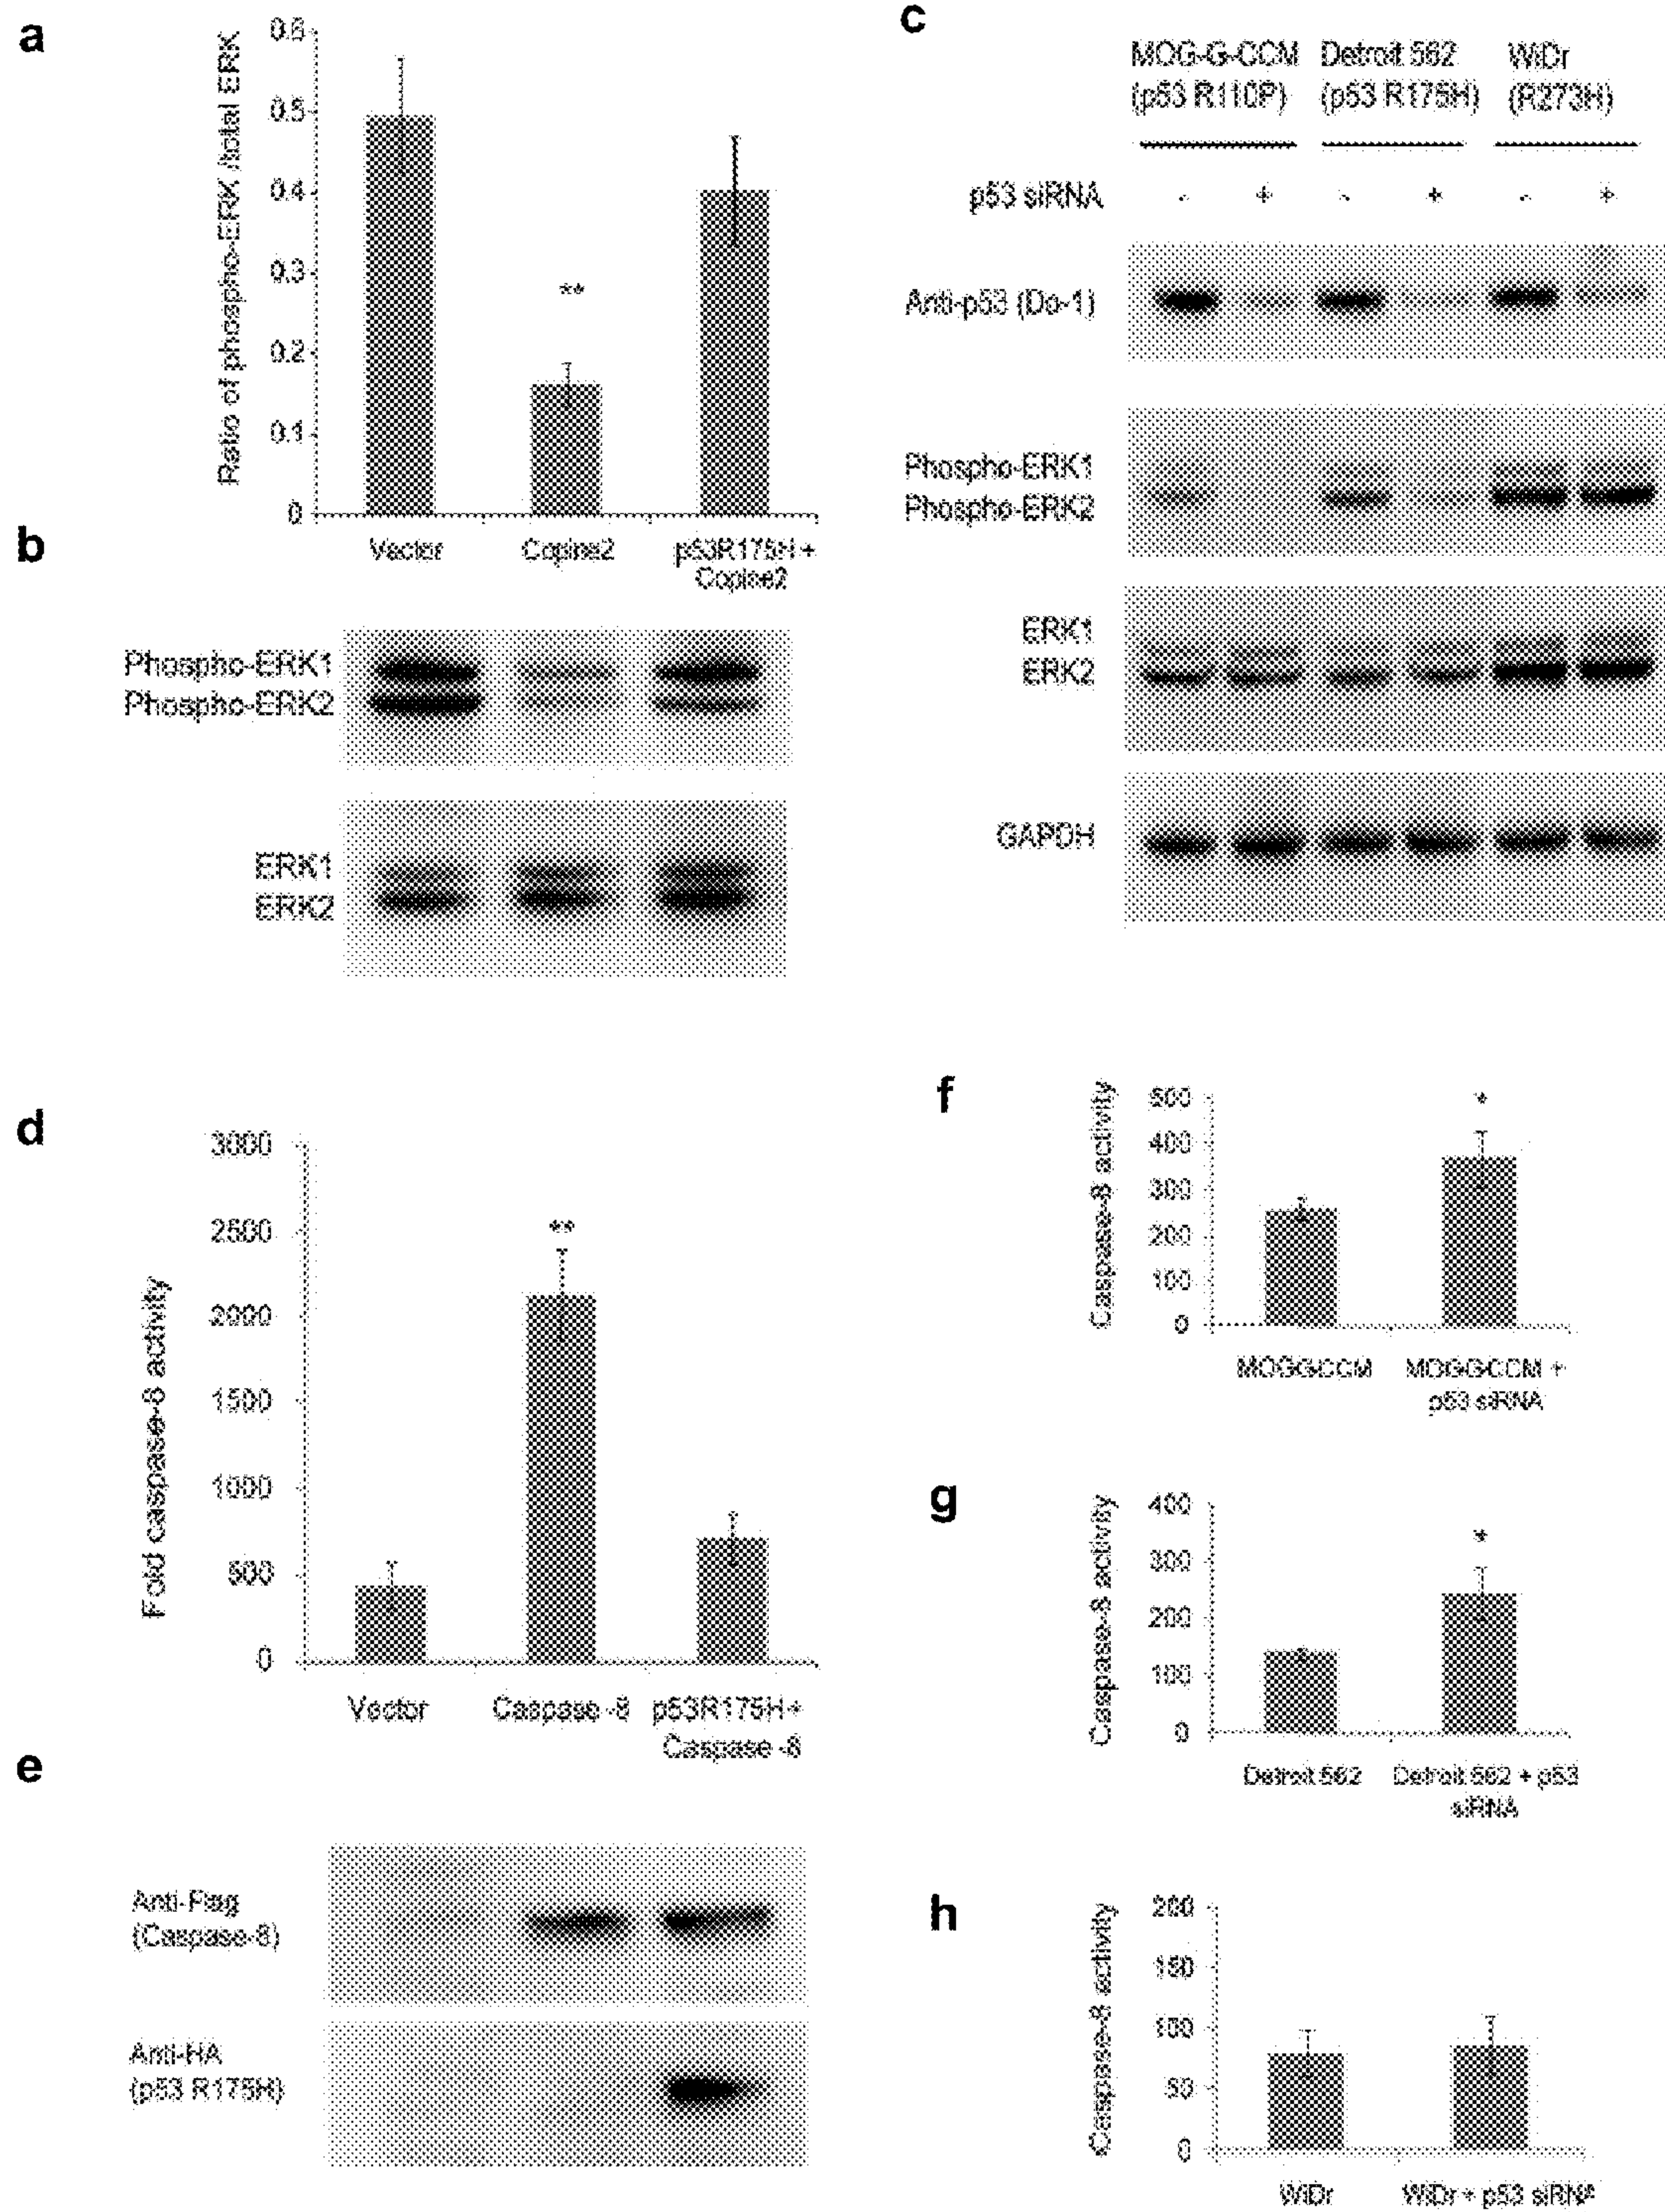 a
0.6
0.5
0.4
0.3
0.2
0.1
0
Ratio of phospho-ERK /total ERK
**
Vector
Copine2
p53R175H +
Copine2
b
Phospho-ERK1
Phospho-ERK2
ERK1
ERK2
c
MOG-G-CCM
(p53 R110P)
Detroit 562
(p53 R175H)
WiDr
(R273H)
p53 siRNA
- + - + - +
Anti-p53 (Do-1)
Phospho-ERK1
Phospho-ERK2
ERK1
ERK2
GAPDH
d
3000
2500
2000
1500
1000
500
0
Fold caspase-8 activity
**
Vector
Caspase -8
p53R175H+
Caspase -8
e
Anti-Flag
(Caspase-8)
Anti-HA
(p53 R175H)
f
500
400
300
200
100
0
Caspase-8 activity
*
MOGGCCM
MOGGCCM +
p53 siRNA
g
400
300
200
100
0
Caspase-8 activity
*
Detroit 562
Detroit 562 + p53
siRNA
h
200
150
100
50
0
Caspase-8 activity
WiDr
WiDr + p53 siRNA